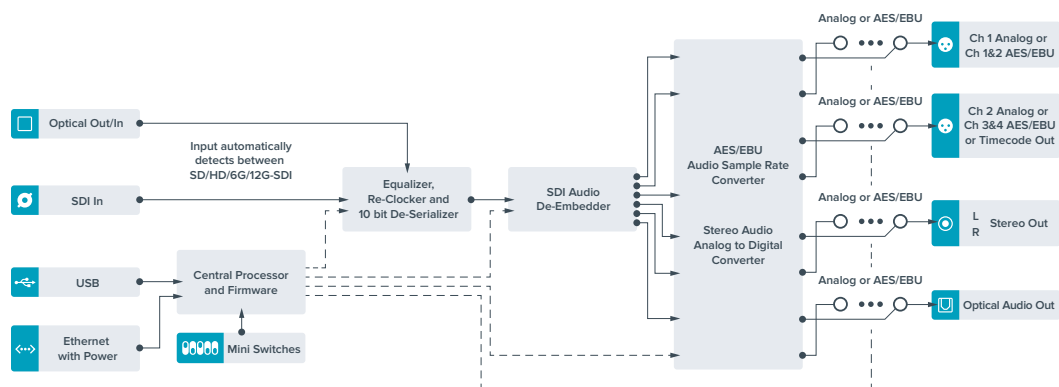 Analog or AES/EBU
Ch 1 Analog or
Ch 1&2 AES/EBU
Optical Out/In
Analog or AES/EBU
Ch 2 Analog or
Ch 3&4 AES/EBU
or Timecode Out
Input automatically
detects between
SD/HD/6G/12G-SDI
AES/EBU
Audio Sample Rate
Converter
SDI In
Equalizer,
Re-Clocker and
10 bit De-Serializer
SDI Audio
De-Embedder
Analog or AES/EBU
L
R
Stereo Out
Stereo Audio
Analog to Digital
Converter
USB
Central Processor
and Firmware
Analog or AES/EBU
Optical Audio Out
Ethernet
with Power
Mini Switches